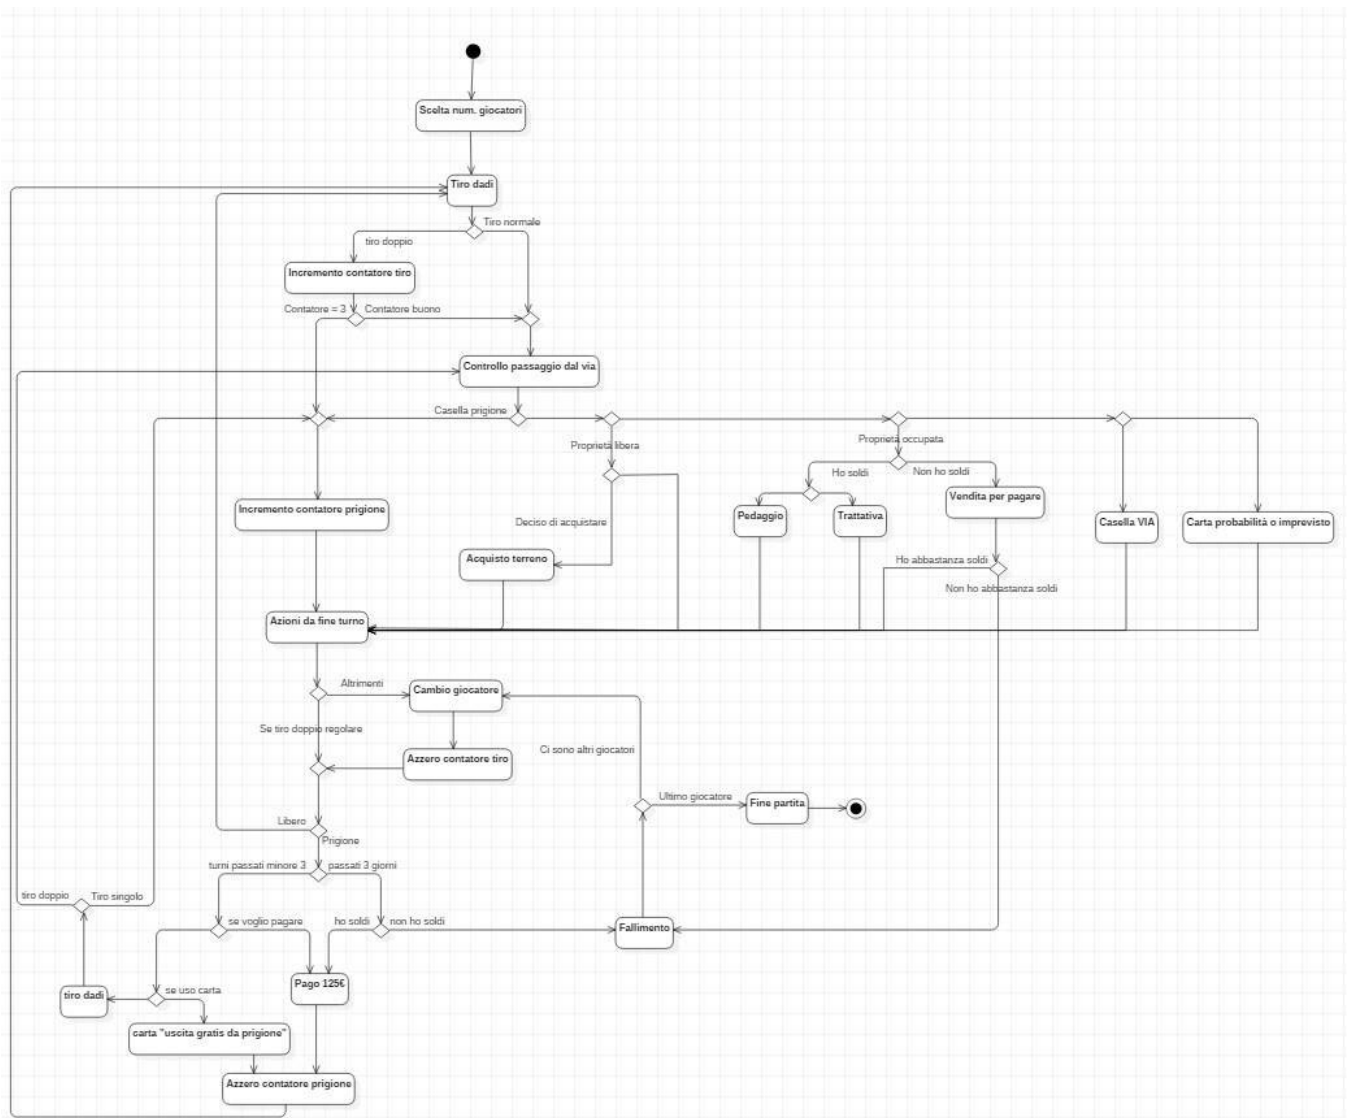 Scelta num. giocatori
Tiro dadi
Tiro normale
tiro doppio
Incremento contatore tiro
Contatore = 3
Contatore buono
Controllo passaggio dal via
Casella prigione
Proprietà libera
Proprietà occupata
Ho soldi
Non ho soldi
Vendita per pagare
Incremento contatore prigione
Pedaggio
Trattativa
Casella VIA
Carta probabilità o imprevisto
Deciso di acquistare
Acquisto terreno
Ho abbastanza soldi
Non ho abbastanza soldi
Azioni da fine turno
Altrimenti
Cambio giocatore
Se tiro doppio regolare
Ci sono altri giocatori
Azzero contatore tiro
Ultimo giocatore
Fine partita
Libero
Prigione
turni passati minore 3
passati 3 giorni
tiro doppio
Tiro singolo
se voglio pagare
ho soldi
non ho soldi
Fallimento
Pago 125€
se uso carta
tiro dadi
carta "uscita gratis da prigione"
Azzero contatore prigione